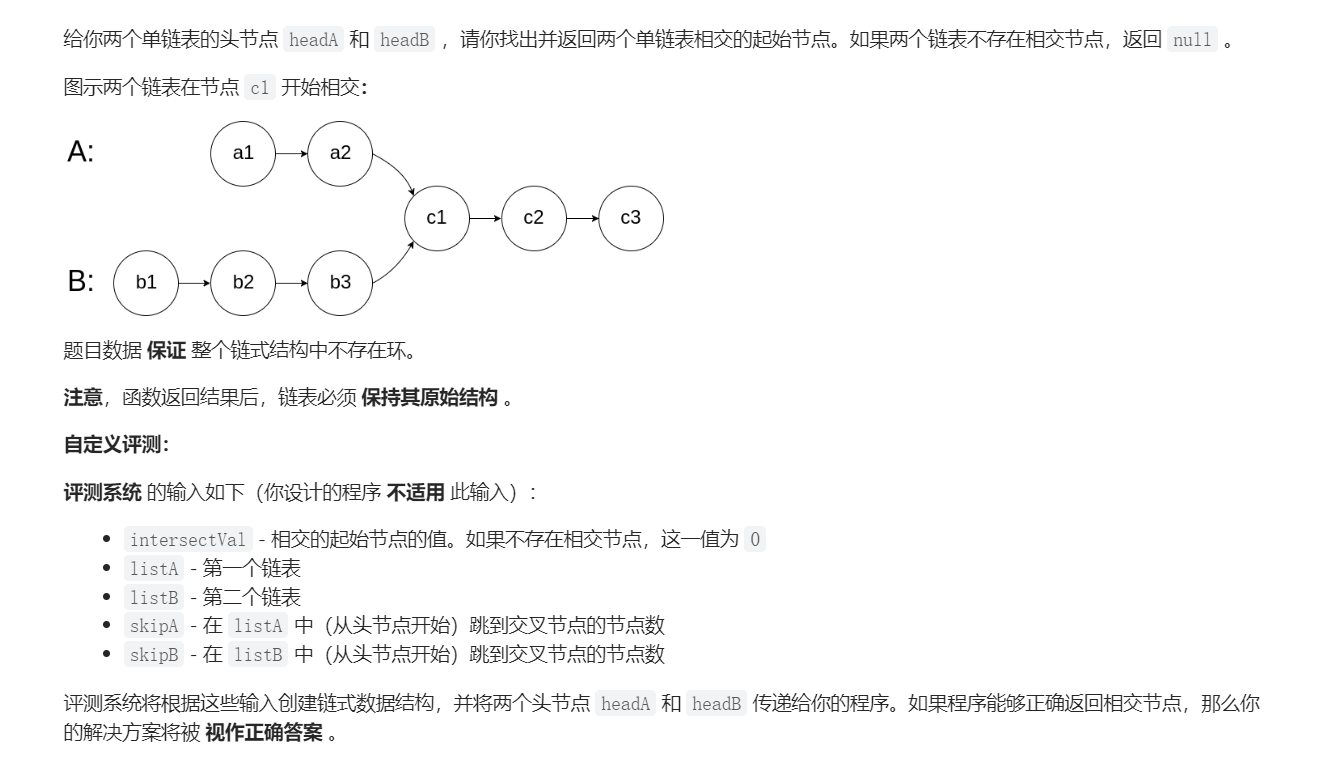 给你两个单链表的头节点 headA 和 headB ，请你找出并返回两个单链表相交的起始节点。如果两个链表不存在相交节点，返回 null 。
图示两个链表在节点 c1 开始相交：
A: a1 a2
c1 c2 c3
B: b1 b2 b3
题目数据 保证 整个链式结构中不存在环。
注意，函数返回结果后，链表必须 保持其原始结构 。
自定义评测：
评测系统 的输入如下（你设计的程序 不适用 此输入）：
intersectVal - 相交的起始节点的值。如果不存在相交节点，这一值为 0
listA - 第一个链表
listB - 第二个链表
skipA - 在 listA 中（从头节点开始）跳到交叉节点的节点数
skipB - 在 listB 中（从头节点开始）跳到交叉节点的节点数
评测系统将根据这些输入创建链式数据结构，并将两个头节点 headA 和 headB 传递给你的程序。如果程序能够正确返回相交节点，那么你
的解决方案将被 视作正确答案 。